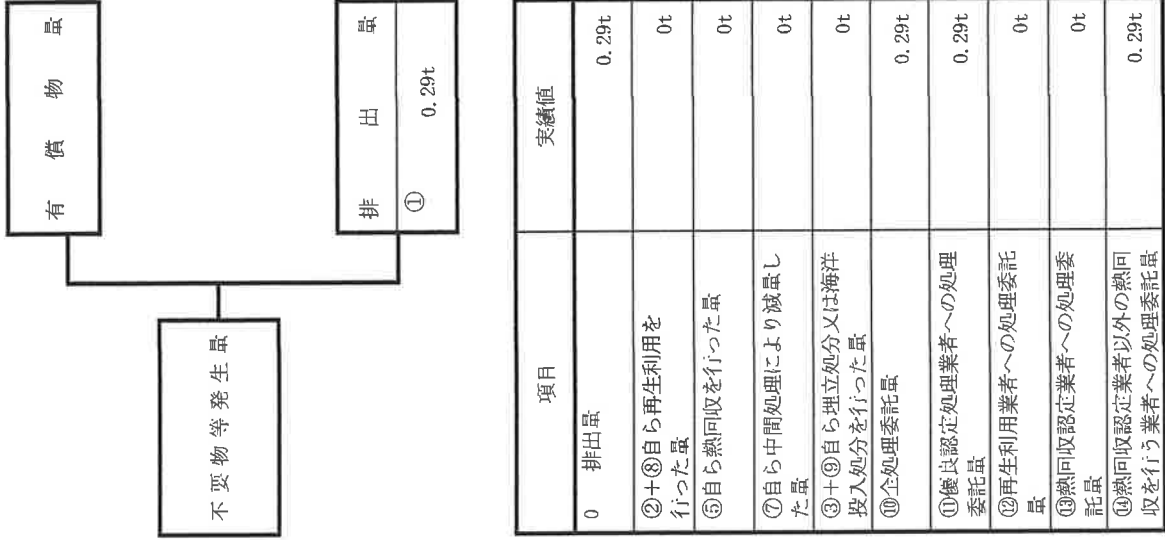 有償物量
不要物等発生量
排出量
① 0.29t
項目 実績値
0 排出量 0.29t
②+⑧自ら再生利用を
行った量 0t
⑤自ら熱回収を行った量 0t
⑦自ら中間処理により減量し
た量 0t
③+⑨自ら埋立処分又は海洋
投入処分を行った量 0t
⑩全処理委託量 0.29t
⑪優良認定処理業者への処理
委託量 0.29t
⑫再生利用業者への処理委託
量 0t
⑬熱回収認定業者への処理委
託量 0t
⑭熱回収認定業者以外の熱回
収を行う業者への処理委託量 0.29t